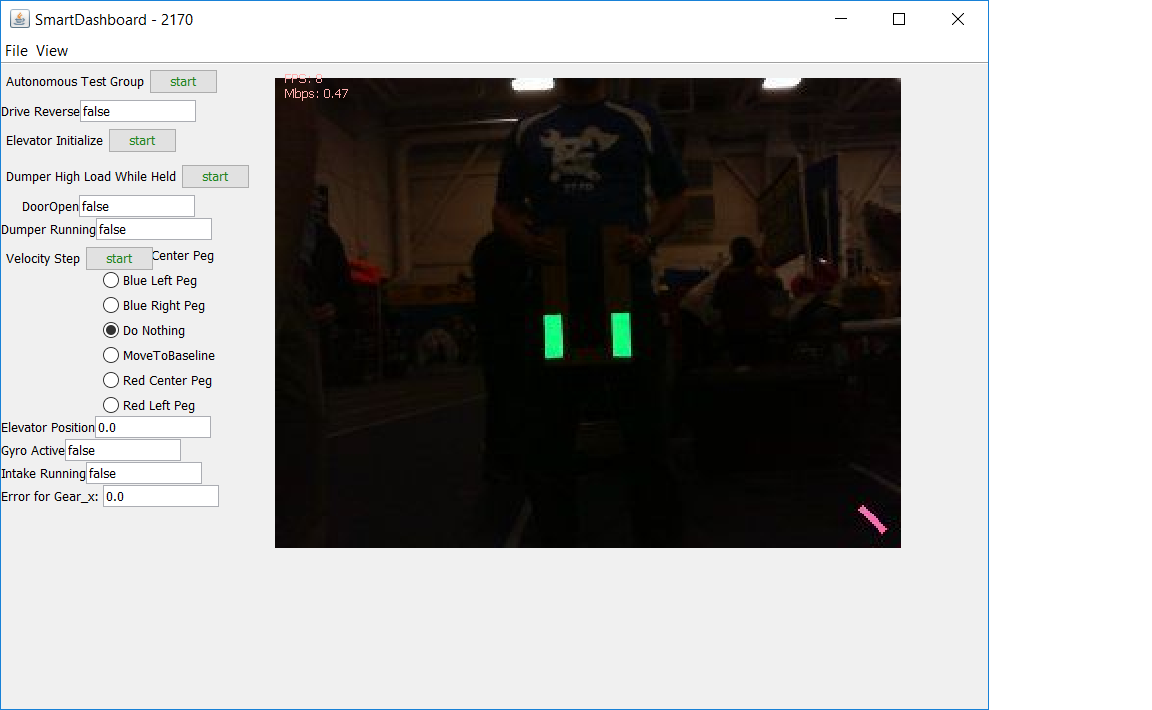 SmartDashboard - 2170
File View
Autonomous Test Group start
Drive Reverse false
Elevator Initialize start
Dumper High Load While Held start
DoorOpen false
Dumper Running false
Velocity Step start Center Peg
Blue Left Peg
Blue Right Peg
Do Nothing
MoveToBaseline
Red Center Peg
Red Left Peg
Elevator Position 0.0
Gyro Active false
Intake Running false
Error for Gear_x: 0.0
FPS: 8
Mbps: 0.47